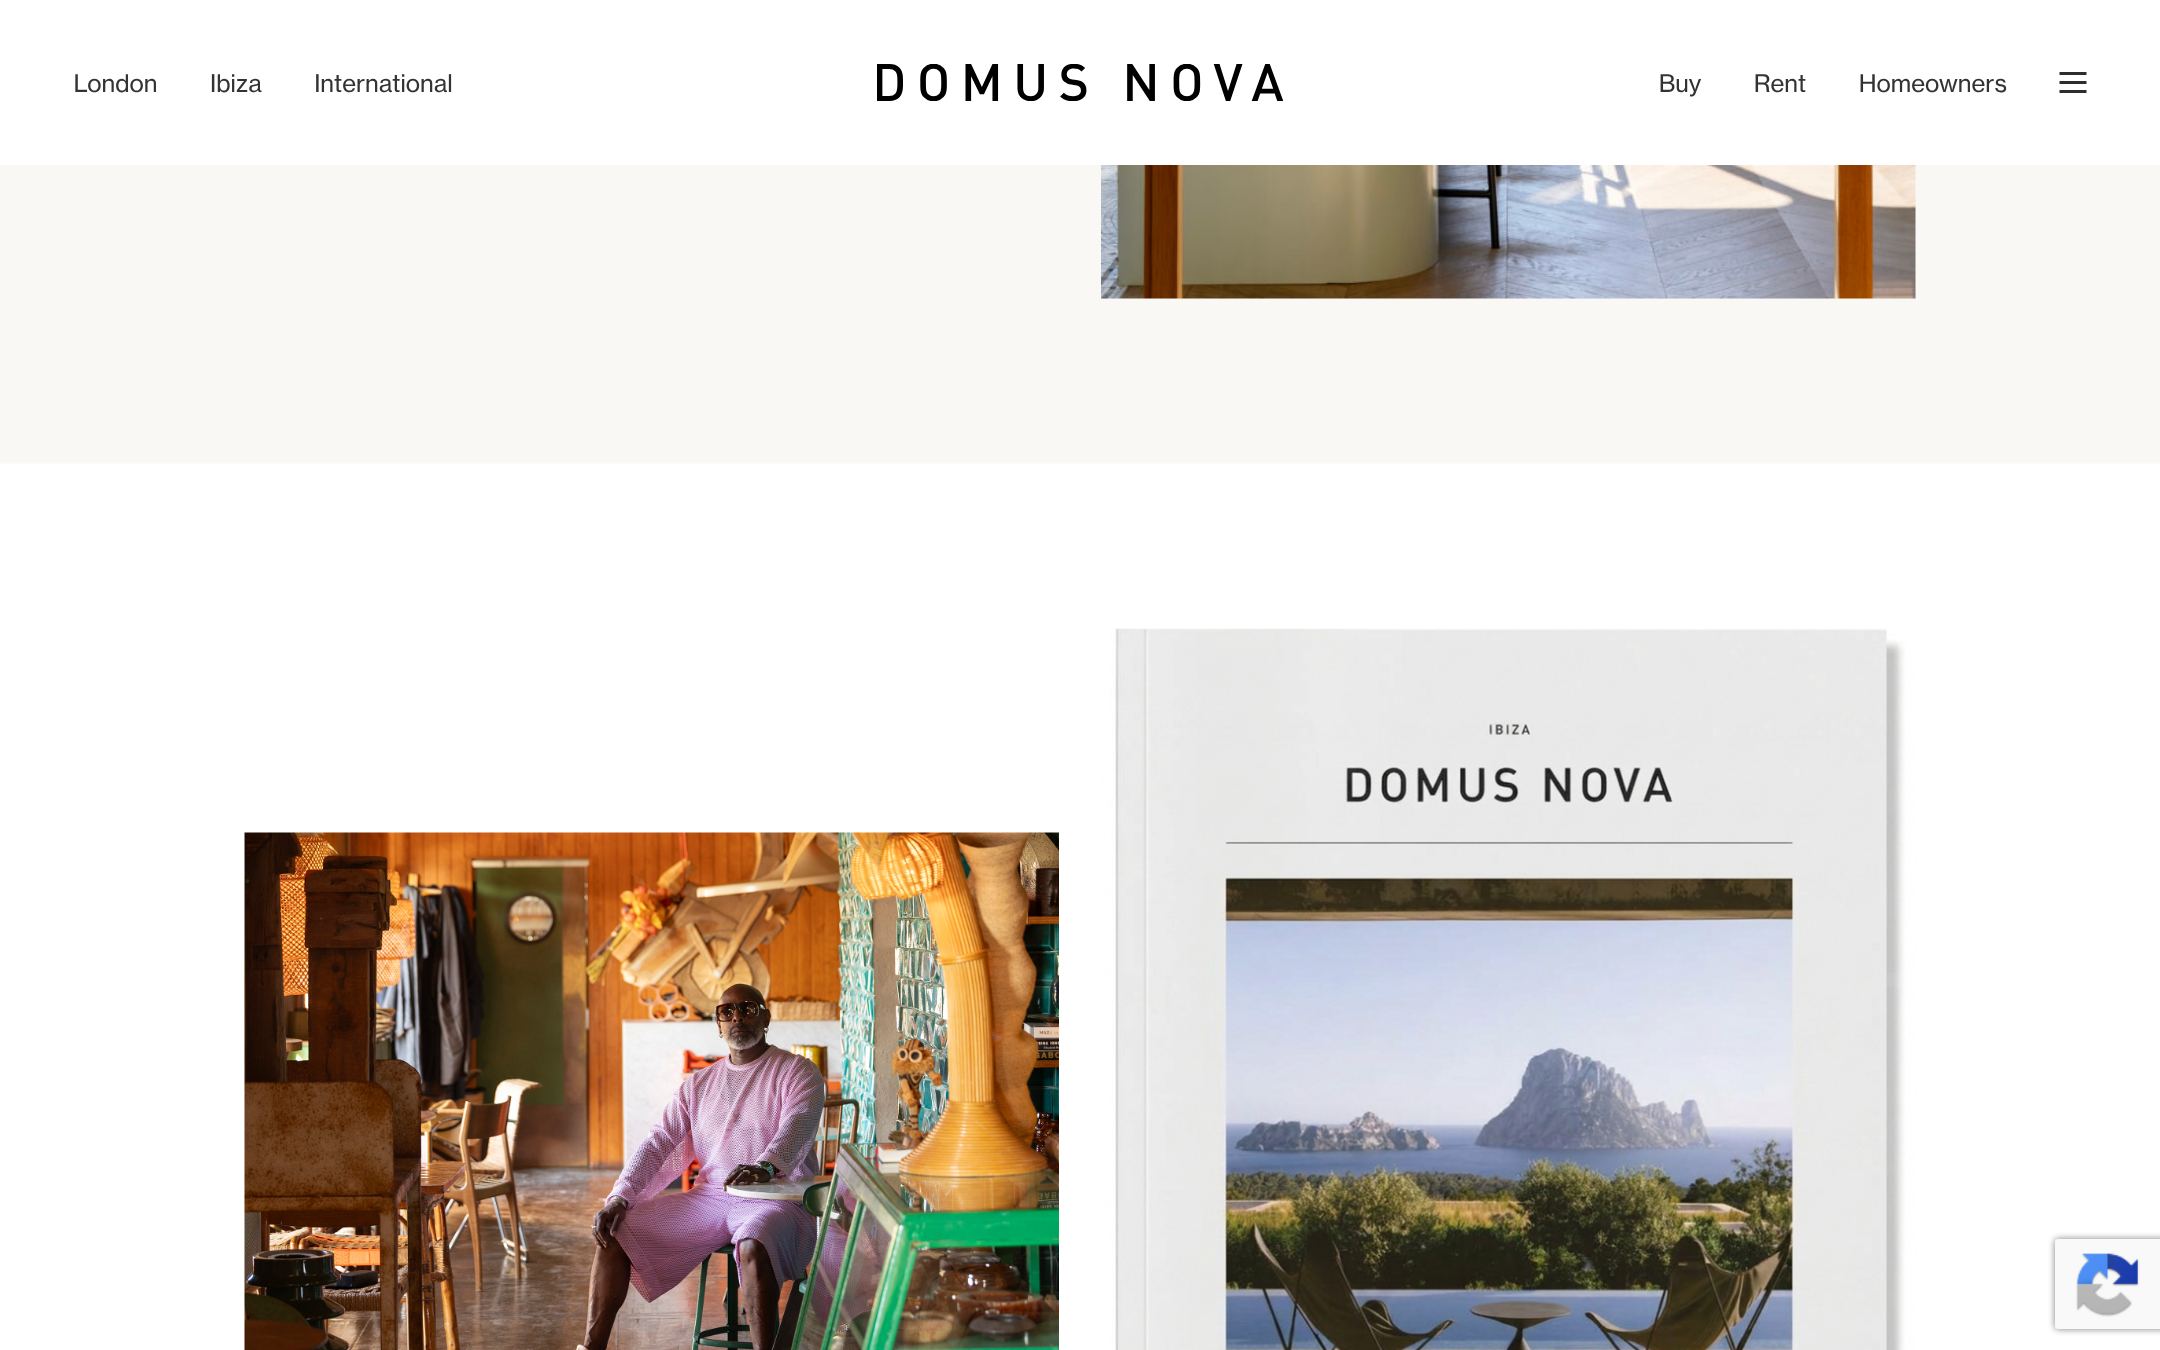 London Ibiza International DOMUS NOVA Buy Rent Homeowners
IBIZA
DOMUS NOVA